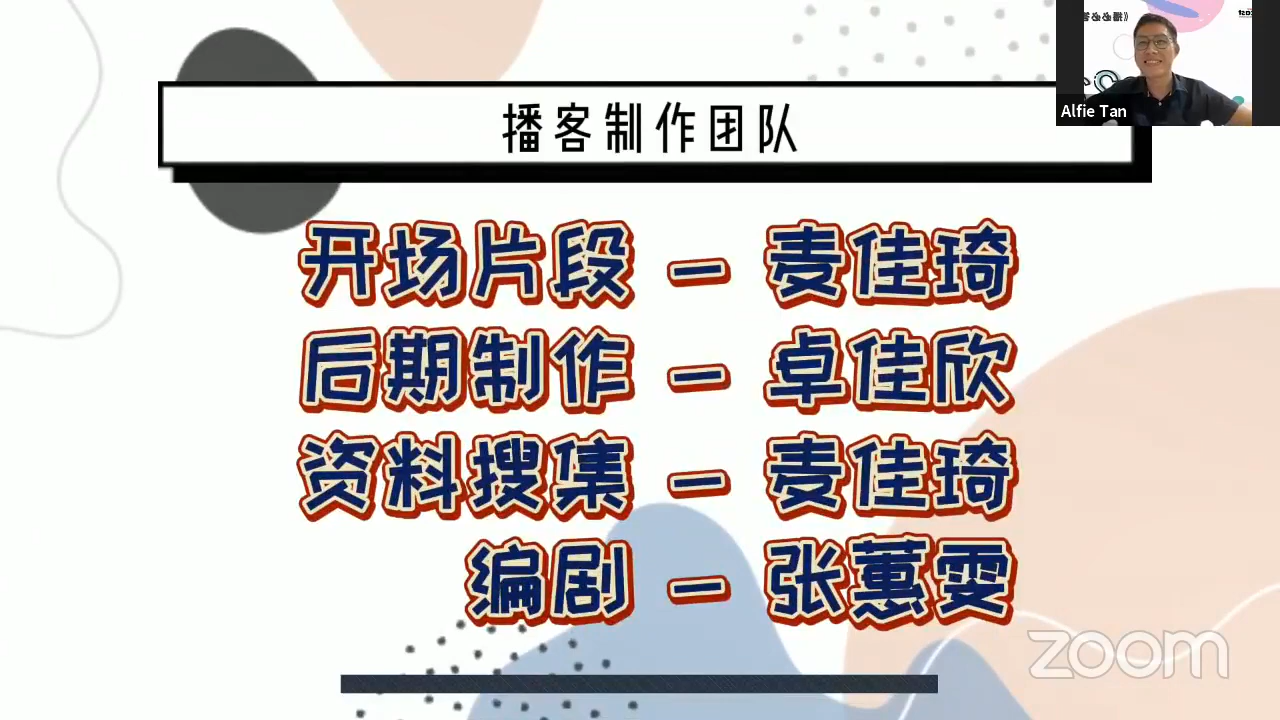 播客制作团队
Alfie Tan
开场片段 - 麦佳琦
后期制作 - 卓佳欣
资料搜集 - 麦佳琦
编剧 - 张蕙雯
zoom